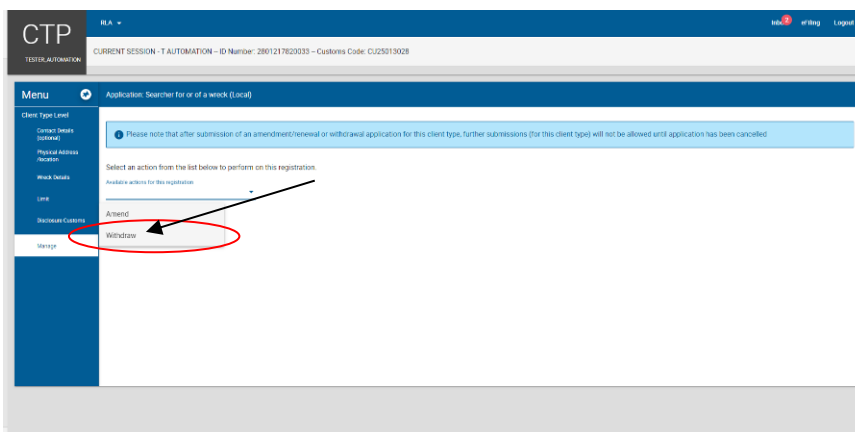 CTP
TESTER, AUTOMATION
RLA
2
eFiling
Logout
CURRENT SESSION - T AUTOMATION – ID Number: 2801217820033 – Customs Code: CU25013028
Menu
Application: Searcher for or of a wreck (Local)
Client Type Level
Contact Details
(optional)
Physical Address
/location
Wreck Details
Limit
Disclosure Customs
Manage
Please note that after submission of an amendment/renewal or withdrawal application for this client type, further submissions (for this client type) will not be allowed until application has been cancelled
Select an action from the list below to perform on this registration.
Available actions for this registration
Amend
Withdraw